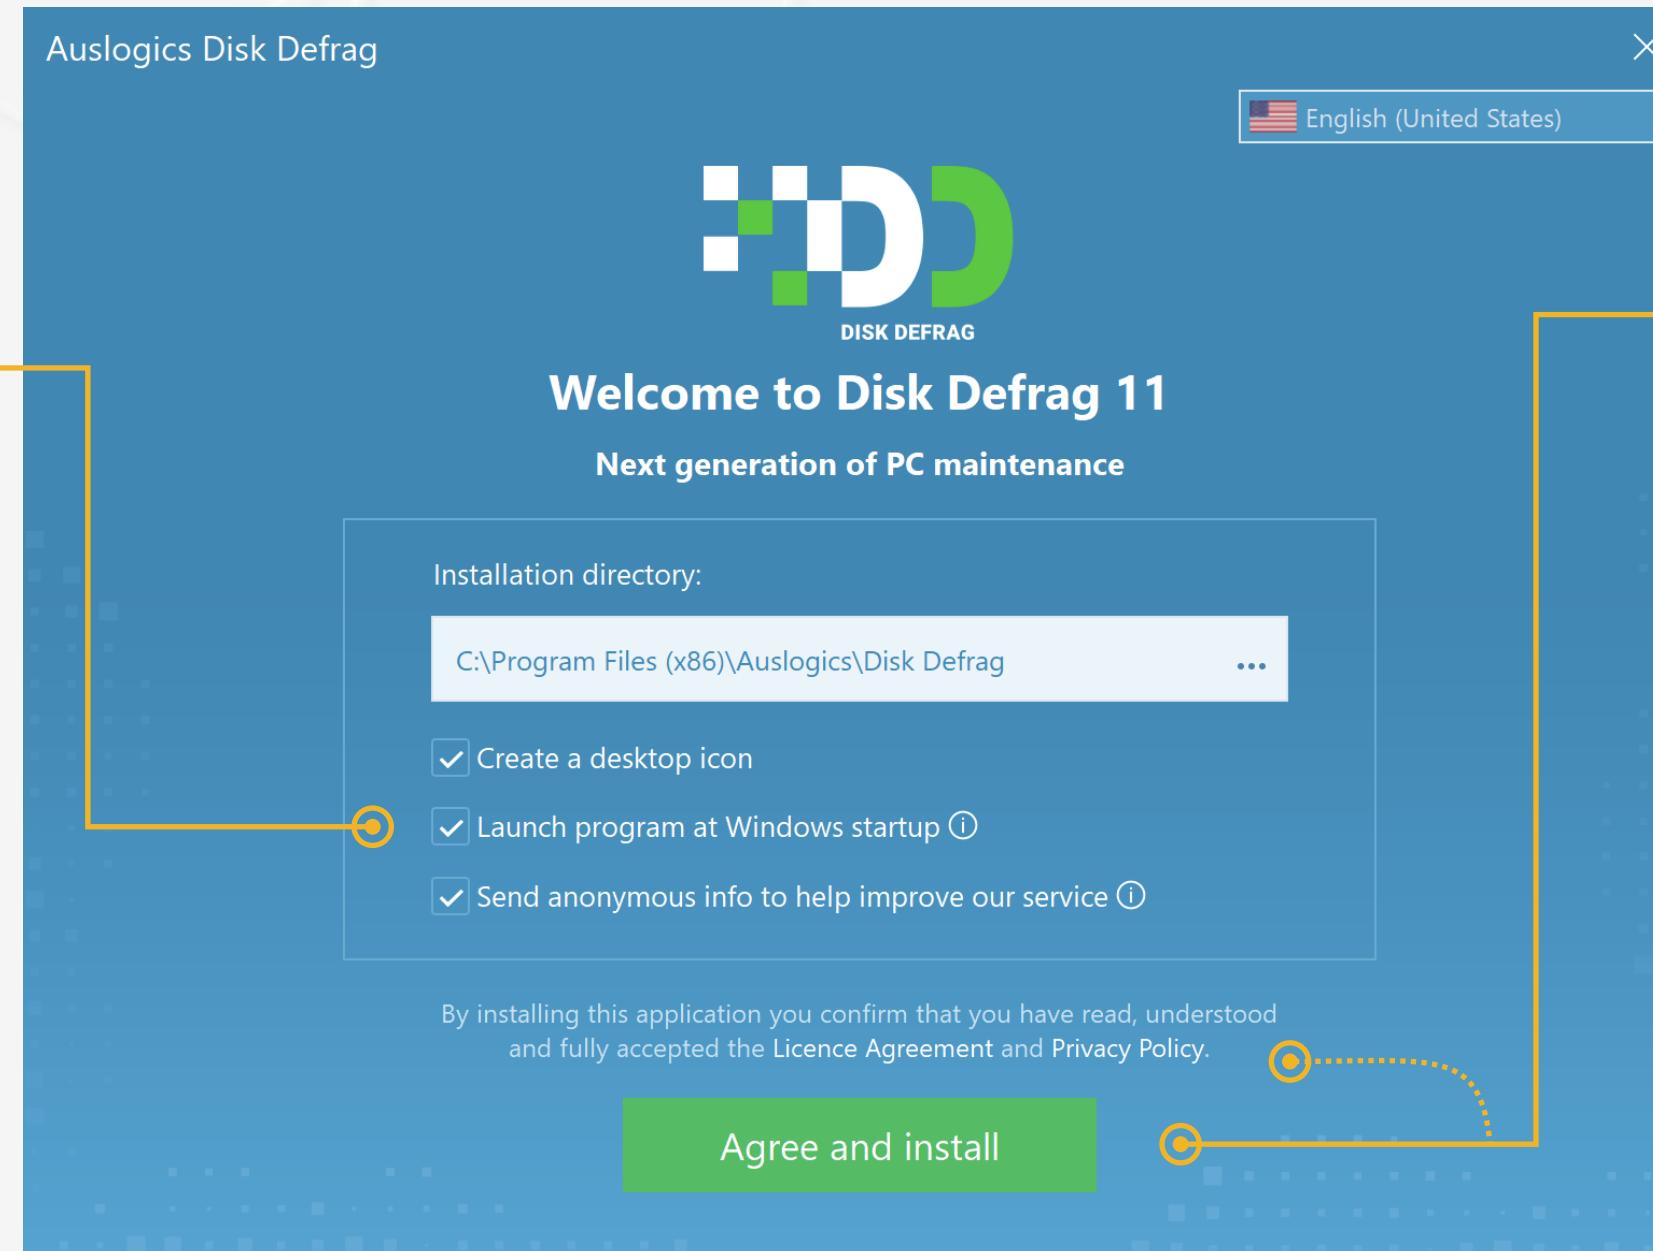 Auslogics Disk Defrag
English (United States)
DISK DEFRAG
Welcome to Disk Defrag 11
Next generation of PC maintenance
Installation directory:
C:\Program Files (x86)\Auslogics\Disk Defrag
...
Create a desktop icon
Launch program at Windows startup
Send anonymous info to help improve our service
By installing this application you confirm that you have read, understood
and fully accepted the Licence Agreement and Privacy Policy.
Agree and install